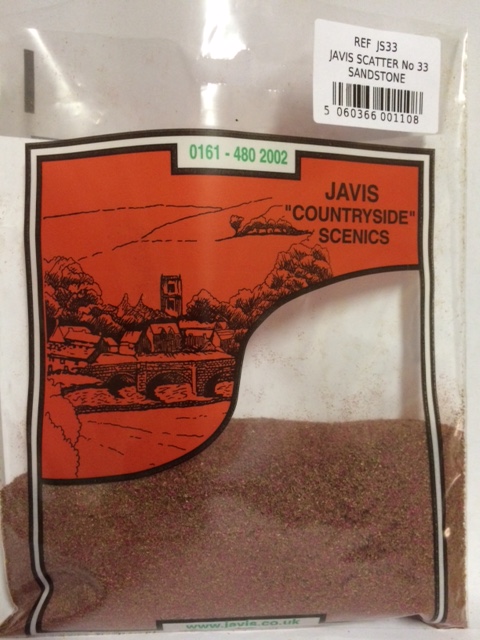 REF JS33
JAVIS SCATTER No 33
SANDSTONE
5 060366 001108
0161 - 480 2002
JAVIS
"COUNTRYSIDE"
SCENICS
www.javis.co.uk